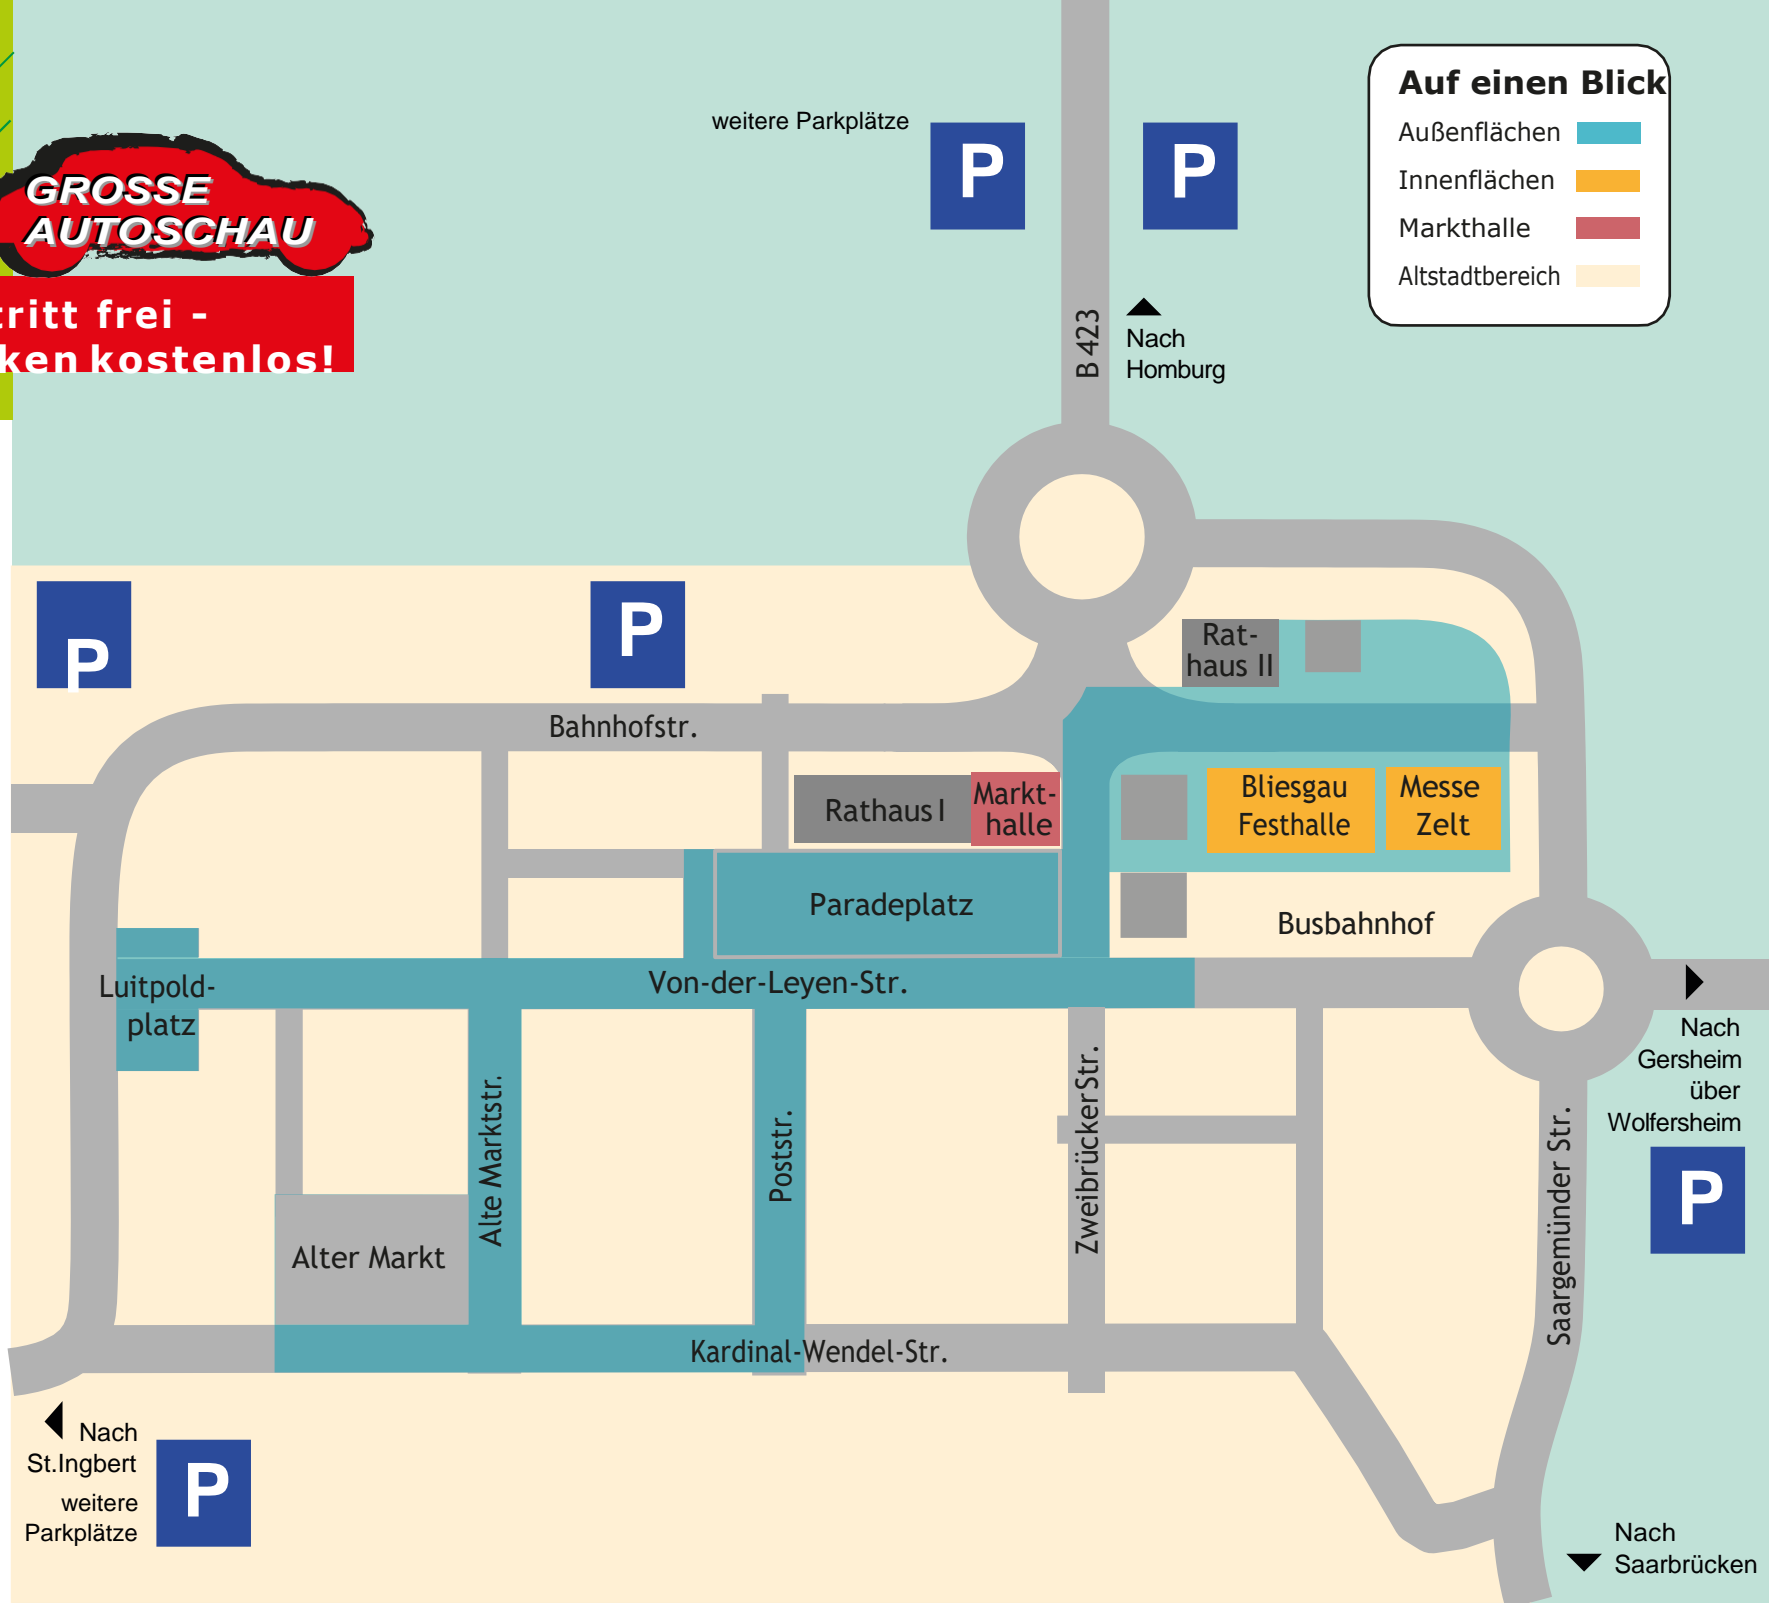 GROSSE
AUTOSCHAU
tritt frei -
ken kostenlos!
weitere Parkplätze
P
P
Auf einen Blick
Außenflächen
Innenflächen
Markthalle
Altstadtbereich
B 423
Nach
Homburg
P
P
Rat-
haus II
Bahnhofstr.
Rathaus I
Markt-
halle
Bliesgau
Festhalle
Messe
Zelt
Paradeplatz
Busbahnhof
Luitpold-
platz
Von-der-Leyen-Str.
Nach
Gersheim
über
Wolfersheim
P
Alte Marktstr.
Poststr.
Zweibrücker Str.
Saargemünder Str.
Alter Markt
Kardinal-Wendel-Str.
Nach
St.Ingbert
weitere
Parkplätze
P
Nach
Saarbrücken